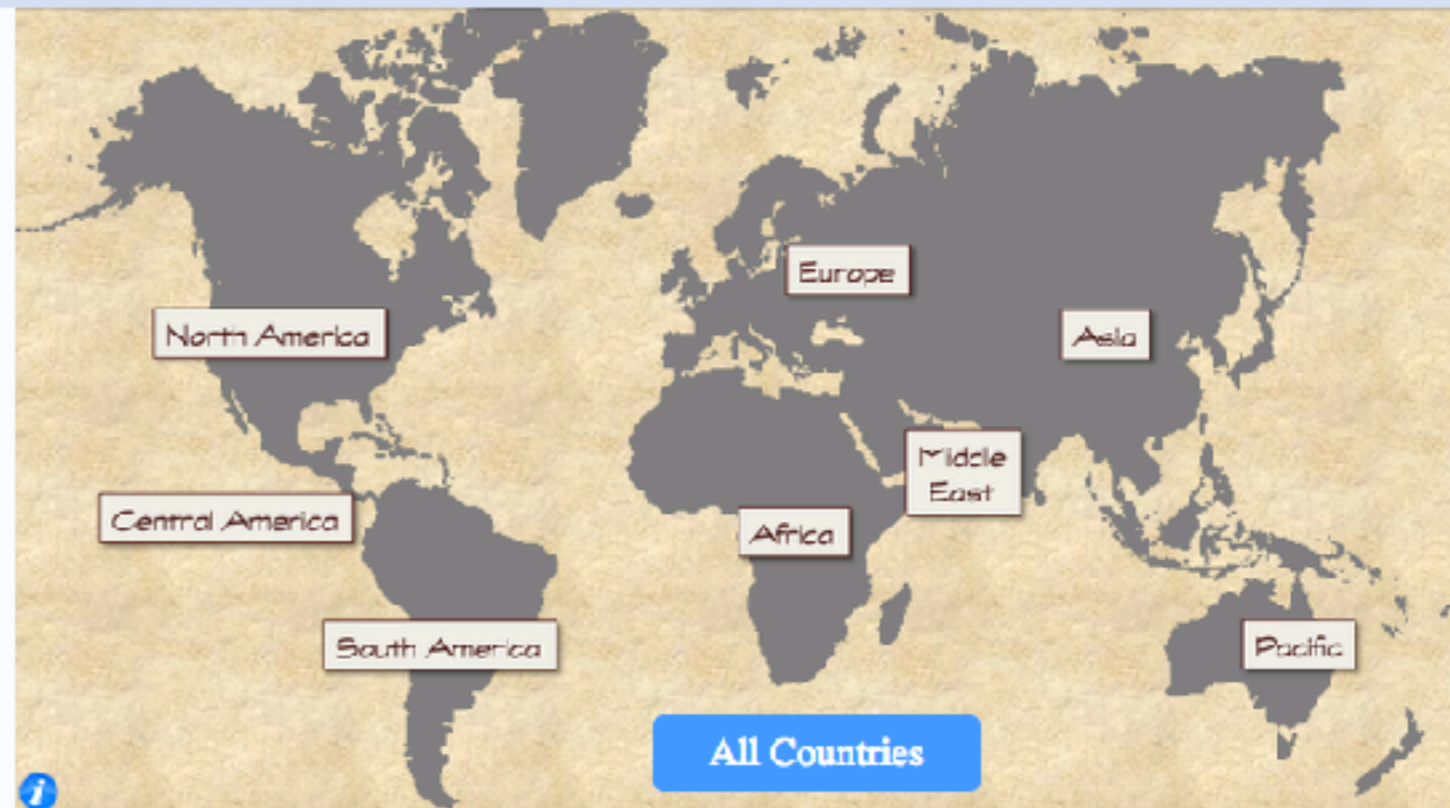 Europe
North America
Asia
Middle
East
Central America
Africa
South America
Pacific
All Countries
i